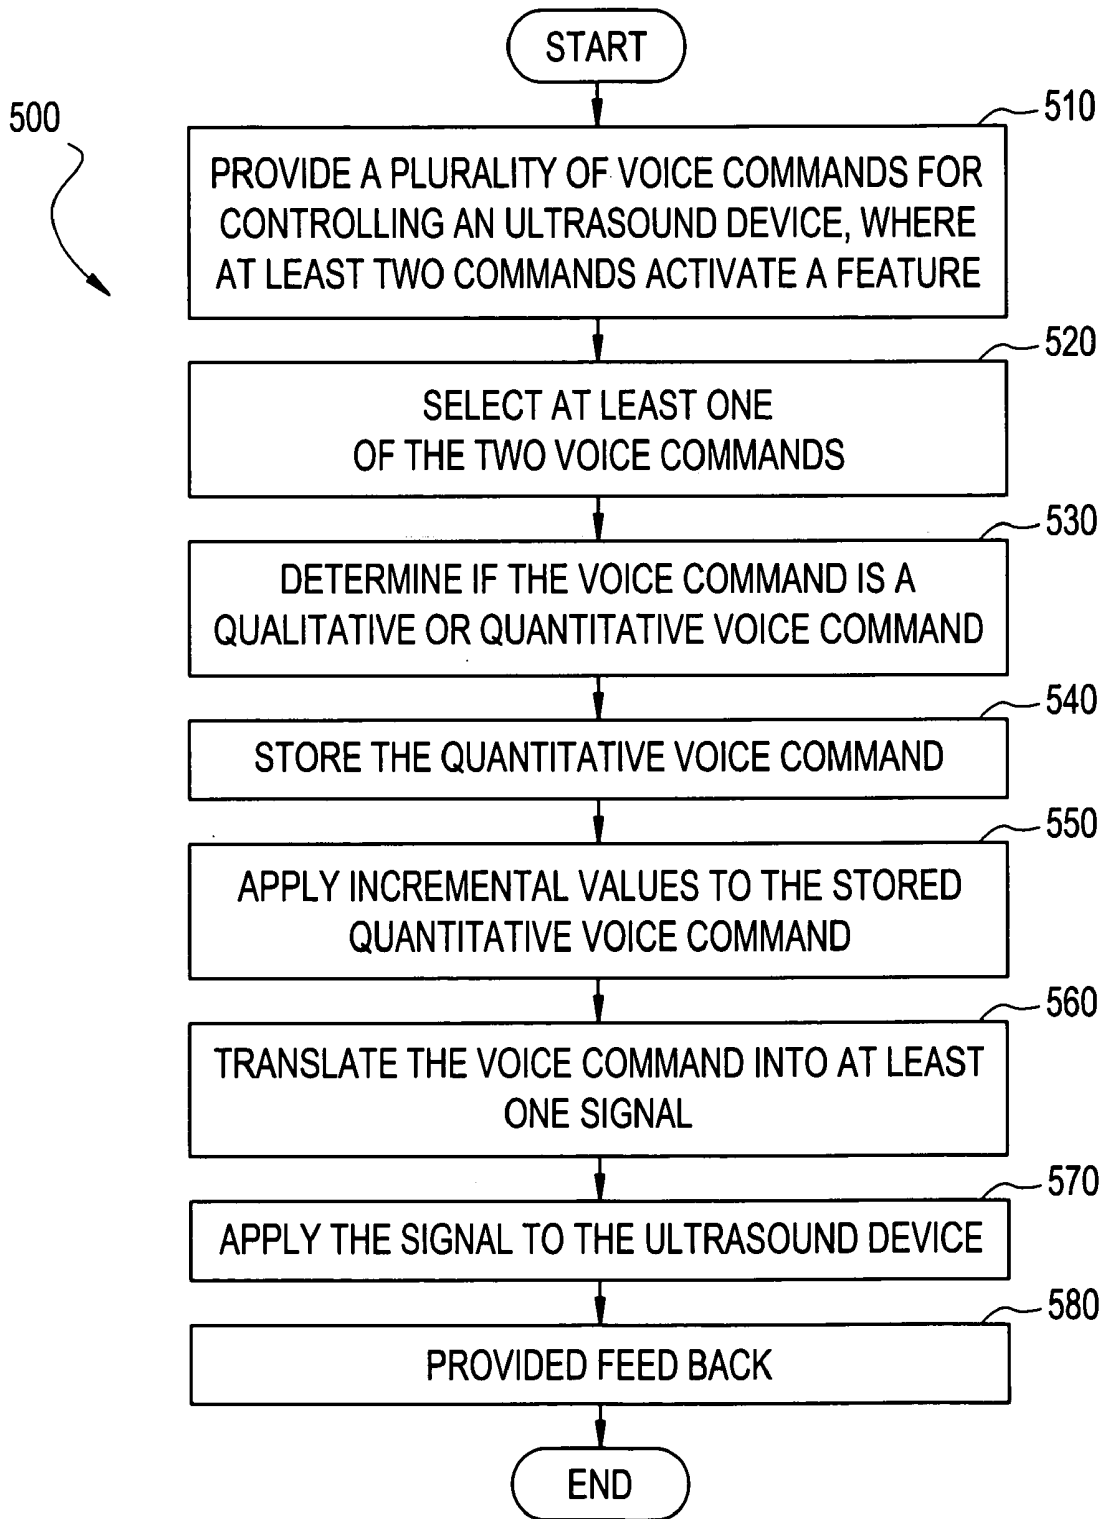 START
500
510
PROVIDE A PLURALITY OF VOICE COMMANDS FOR
CONTROLLING AN ULTRASOUND DEVICE, WHERE
AT LEAST TWO COMMANDS ACTIVATE A FEATURE
520
SELECT AT LEAST ONE
OF THE TWO VOICE COMMANDS
530
DETERMINE IF THE VOICE COMMAND IS A
QUALITATIVE OR QUANTITATIVE VOICE COMMAND
540
STORE THE QUANTITATIVE VOICE COMMAND
550
APPLY INCREMENTAL VALUES TO THE STORED
QUANTITATIVE VOICE COMMAND
560
TRANSLATE THE VOICE COMMAND INTO AT LEAST
ONE SIGNAL
570
APPLY THE SIGNAL TO THE ULTRASOUND DEVICE
580
PROVIDED FEED BACK
END